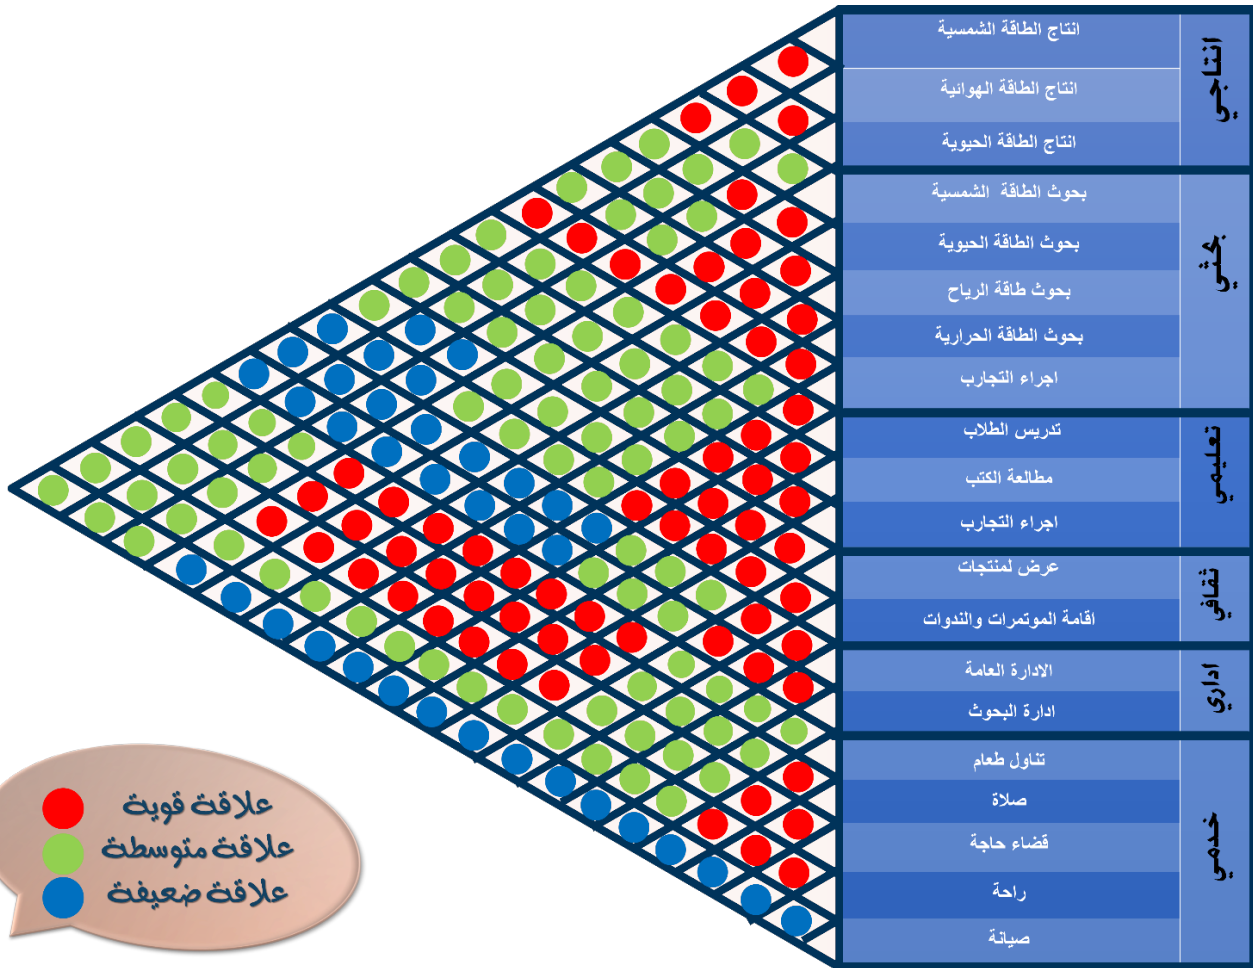 انتاجي
انتاج الطاقة الشمسية
انتاج الطاقة الهوائية
انتاج الطاقة الحيوية
بحثي
بحوث الطاقة الشمسية
بحوث الطاقة الحيوية
بحوث طاقة الرياح
بحوث الطاقة الحرارية
اجراء التجارب
تعليمي
تدريس الطلاب
مطالعة الكتب
اجراء التجارب
ثقافي
عرض لمنتجات
اقامة الموتمرات والندوات
اداري
الادارة العامة
ادارة البحوث
خدمي
تناول طعام
صلاة
قضاء حاجة
راحة
صيانة
علاقة قوية
علاقة متوسطة
علاقة ضعيفة